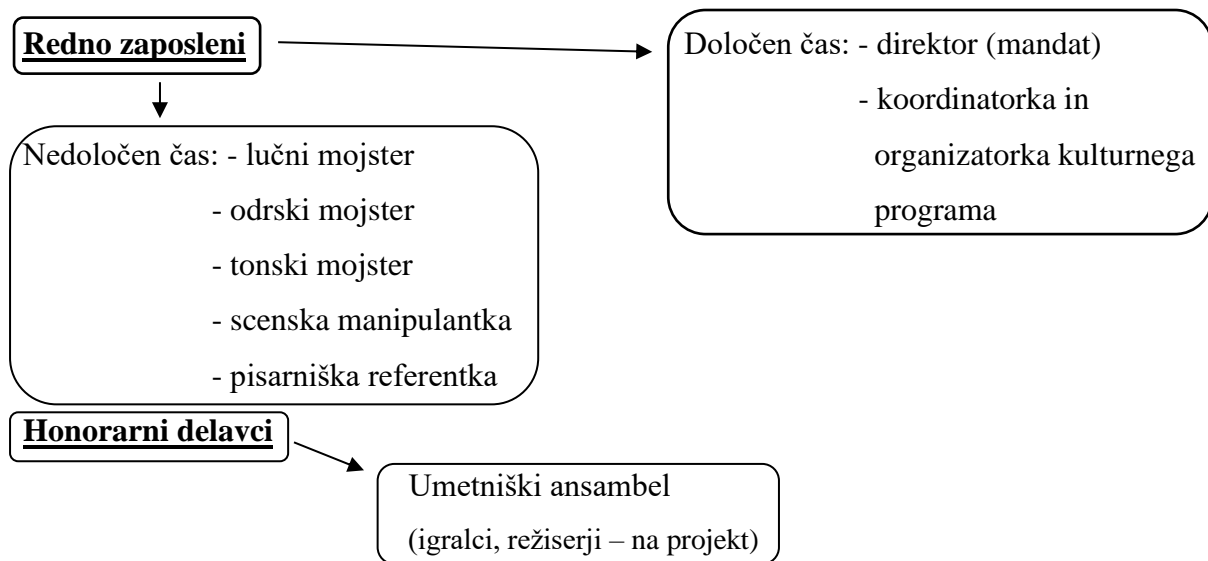 Redno zaposleni
Določen čas: - direktor (mandat)
- koordinatorka in
organizatorka kulturnega
programa
Nedoločen čas: - lučni mojster
- odrski mojster
- tonski mojster
- scenska manipulantka
- pisarniška referentka
Honorarni delavci
Umetniški ansambel
(igralci, režiserji – na projekt)